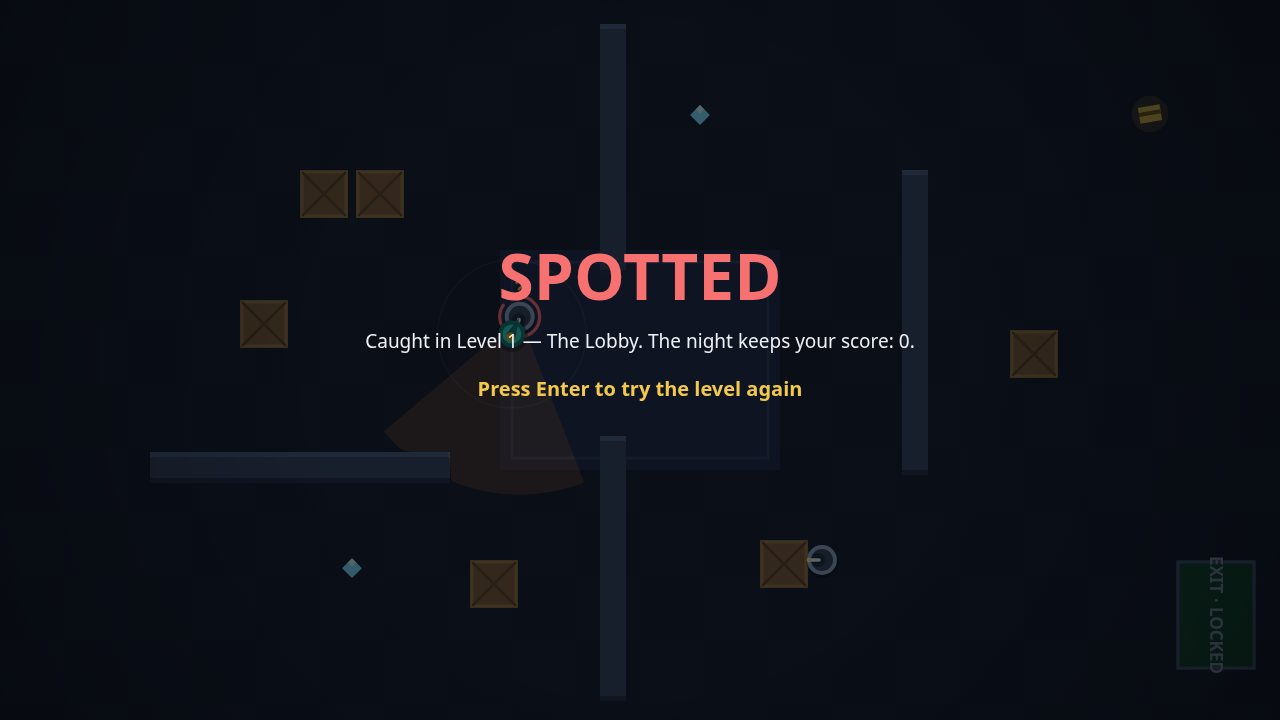 SPOTTED
Caught in Level 1 — The Lobby. The night keeps your score: 0.
Press Enter to try the level again
EXIT · LOCKED